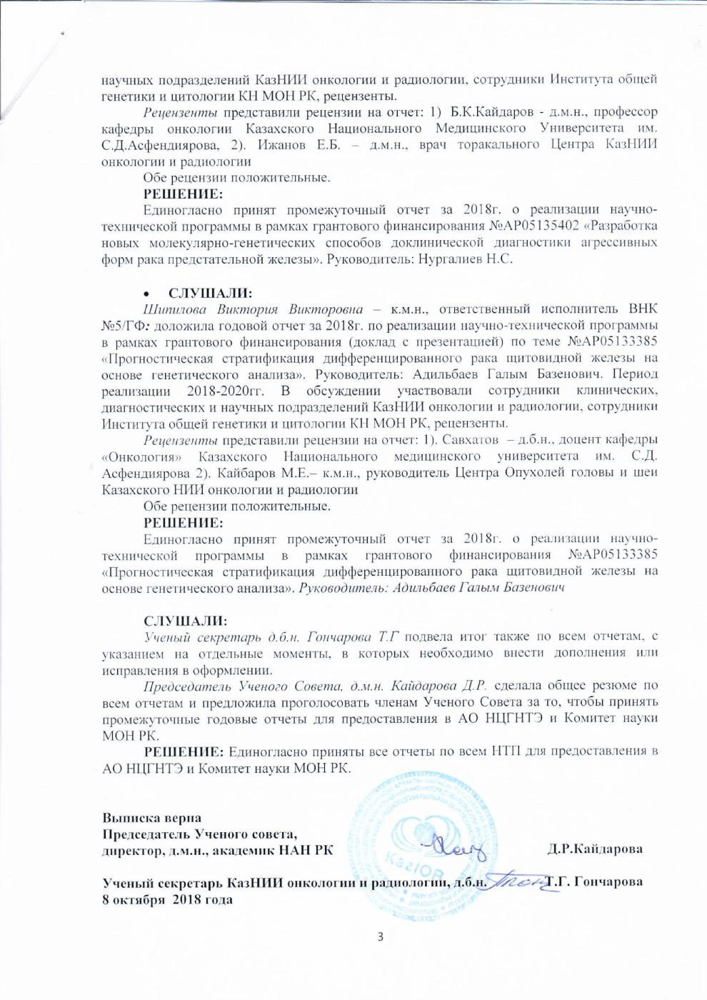 научных подразделений КазНИИ онкологии и радиологии, сотрудники Института общей
генетики и цитологии КН МОН РК, рецензенты.
Рецензенты представили рецензии на отчет: 1) Б.К.Кайдаров - д.м.н., профессор
кафедры онкологии Казахского Национального Медицинского Университета им.
С.Д.Асфендиярова, 2). Ижанов Е.Б. – д.м.н., врач торакального Центра КазНИИ
онкологии и радиологии
Обе рецензии положительные.
РЕШЕНИЕ:
Единогласно принят промежуточный отчет за 2018г. о реализации научно-
технической программы в рамках грантового финансирования №АР05135402 «Разработка
новых молекулярно-генетических способов доклинической диагностики агрессивных
форм рака предстательной железы». Руководитель: Нургалиев Н.С.
• СЛУШАЛИ:
Шипилова Виктория Викторовна – к.м.н., ответственный исполнитель ВНК
№5/ГФ: доложила годовой отчет за 2018г. по реализации научно-технической программы
в рамках грантового финансирования (доклад с презентацией) по теме №АР05133385
«Прогностическая стратификация дифференцированного рака щитовидной железы на
основе генетического анализа». Руководитель: Адильбаев Галым Базенович. Период
реализации 2018-2020гг. В обсуждении участвовали сотрудники клинических,
диагностических и научных подразделений КазНИИ онкологии и радиологии, сотрудники
Института общей генетики и цитологии КН МОН РК, рецензенты.
Рецензенты представили рецензии на отчет: 1). Савхатов – д.б.н., доцент кафедры
«Онкология» Казахского Национального медицинского университета им. С.Д.
Асфендиярова 2). Кайбаров М.Е.– к.м.н., руководитель Центра Опухолей головы и шеи
Казахского НИИ онкологии и радиологии
Обе рецензии положительные.
РЕШЕНИЕ:
Единогласно принят промежуточный отчет за 2018г. о реализации научно-
технической программы в рамках грантового финансирования №АР05133385
«Прогностическая стратификация дифференцированного рака щитовидной железы на
основе генетического анализа». Руководитель: Адильбаев Галым Базенович
СЛУШАЛИ:
Ученый секретарь д.б.н. Гончарова Т.Г подвела итог также по всем отчетам, с
указанием на отдельные моменты, в которых необходимо внести дополнения или
исправления в оформлении.
Председатель Ученого Совета, д.м.н. Кайдарова Д.Р. сделала общее резюме по
всем отчетам и предложила проголосовать членам Ученого Совета за то, чтобы принять
промежуточные годовые отчеты для предоставления в АО НЦГНТЭ и Комитет науки
МОН РК.
РЕШЕНИЕ: Единогласно приняты все отчеты по всем НТП для предоставления в
АО НЦГНТЭ и Комитет науки МОН РК.
Выписка верна
Председатель Ученого совета,
директор, д.м.н., академик НАН РК Д.Р.Кайдарова
KazIOR
Ученый секретарь КазНИИ онкологии и радиологии, д.б.н. Т.Г. Гончарова
8 октября 2018 года
3